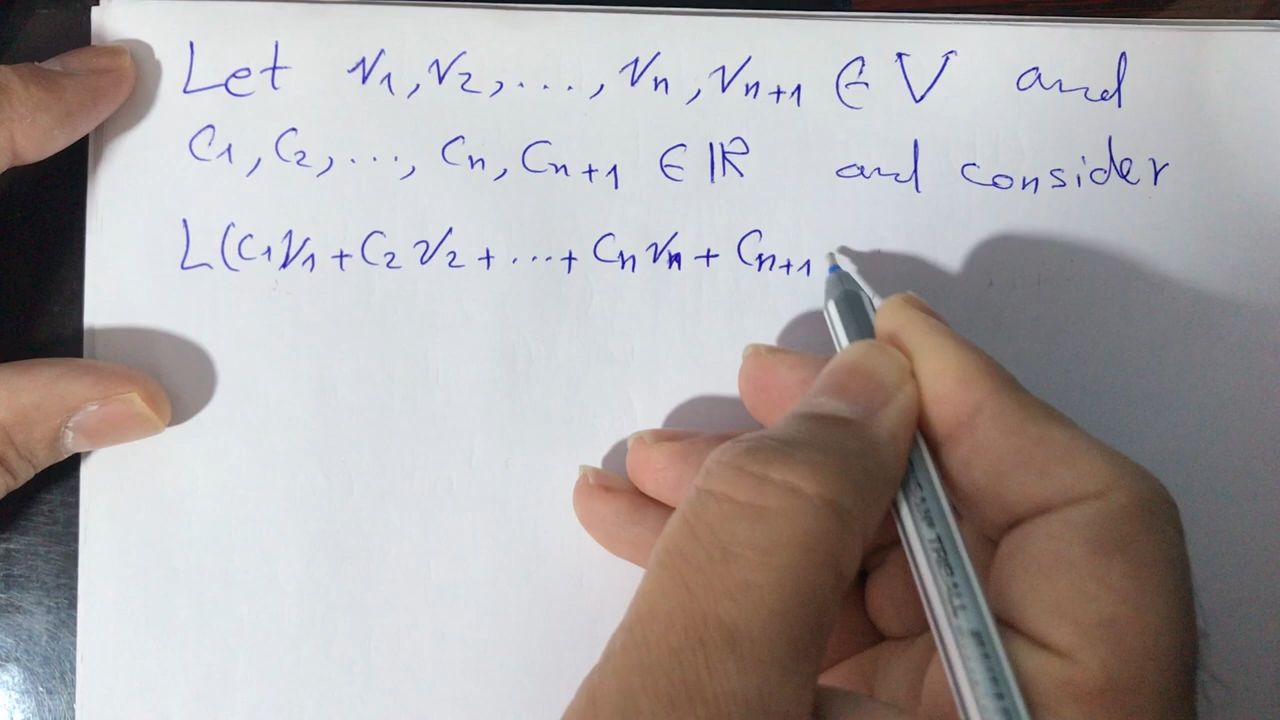 Let v₁, v₂, ..., vₙ, vₙ₊₁ ∈ V and
c₁, c₂, ..., cₙ, cₙ₊₁ ∈ ℝ and consider
L(c₁v₁ + c₂v₂ + ... + cₙvₙ + cₙ₊₁